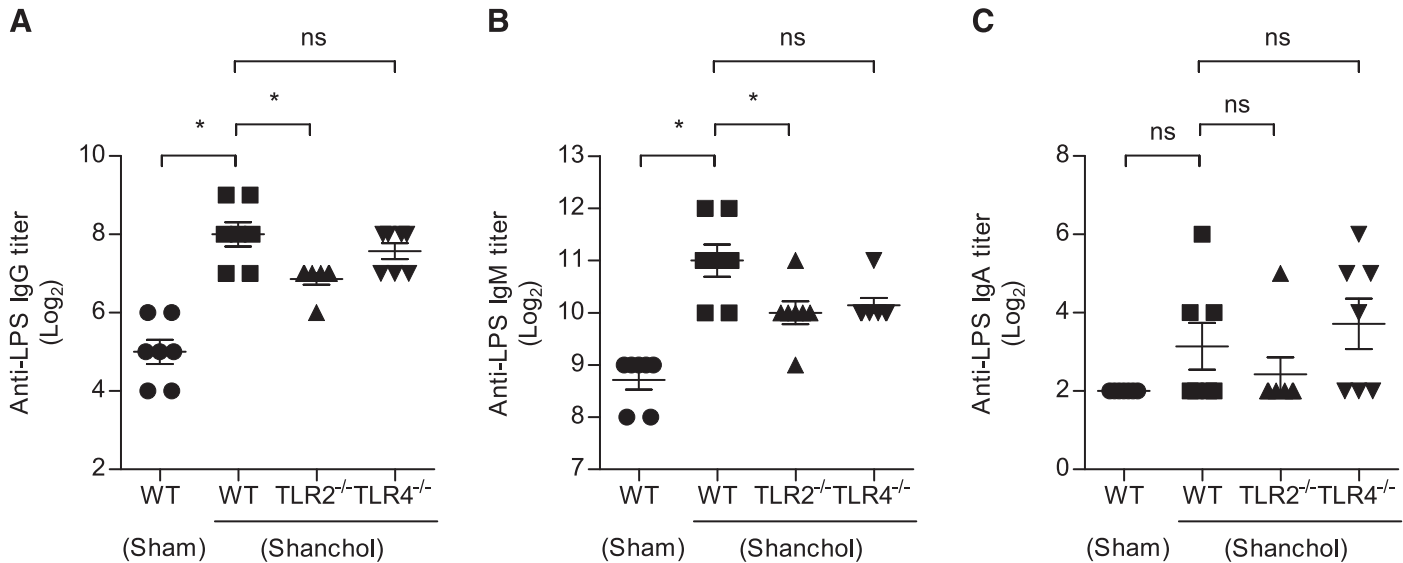 A
ns
*
*
10
8
6
4
2
Anti-LPS IgG titer
(Log2)
WT WT TLR2-/- TLR4-/-
(Sham) (Shanchol)
B
ns
*
*
13
12
11
10
9
8
7
Anti-LPS IgM titer
(Log2)
WT WT TLR2-/- TLR4-/-
(Sham) (Shanchol)
C
ns
ns
ns
8
6
4
2
0
Anti-LPS IgA titer
(Log2)
WT WT TLR2-/- TLR4-/-
(Sham) (Shanchol)